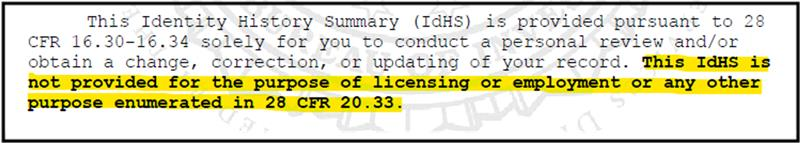 This Identity History Summary (IdHS) is provided pursuant to 28
CFR 16.30-16.34 solely for you to conduct a personal review and/or
obtain a change, correction, or updating of your record. This IdHS is
not provided for the purpose of licensing or employment or any other
purpose enumerated in 28 CFR 20.33.